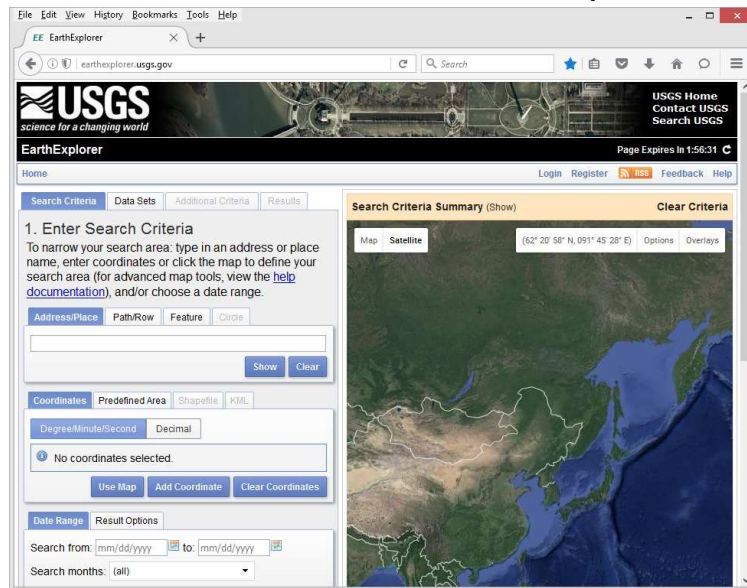 File Edit View History Bookmarks Tools Help
EE EarthExplorer
earthexplorer.usgs.gov
Search
USGS
science for a changing world
USGS Home
Contact USGS
Search USGS
EarthExplorer
Page Expires In 1:56:31
Home
Login Register RSS Feedback Help
Search Criteria Data Sets Additional Criteria Results
Search Criteria Summary (Show)
Clear Criteria
1. Enter Search Criteria
To narrow your search area: type in an address or place
name, enter coordinates or click the map to define your
search area (for advanced map tools, view the help
documentation), and/or choose a date range.
Map Satellite
(62° 20' 58" N, 091° 45' 28" E) Options Overlays
Address/Place Path/Row Feature Circle
Show Clear
Coordinates Predefined Area Shapefile KML
Degree/Minute/Second Decimal
No coordinates selected.
Use Map Add Coordinate Clear Coordinates
Date Range Result Options
Search from: mm/dd/yyyy to: mm/dd/yyyy
Search months: (all)